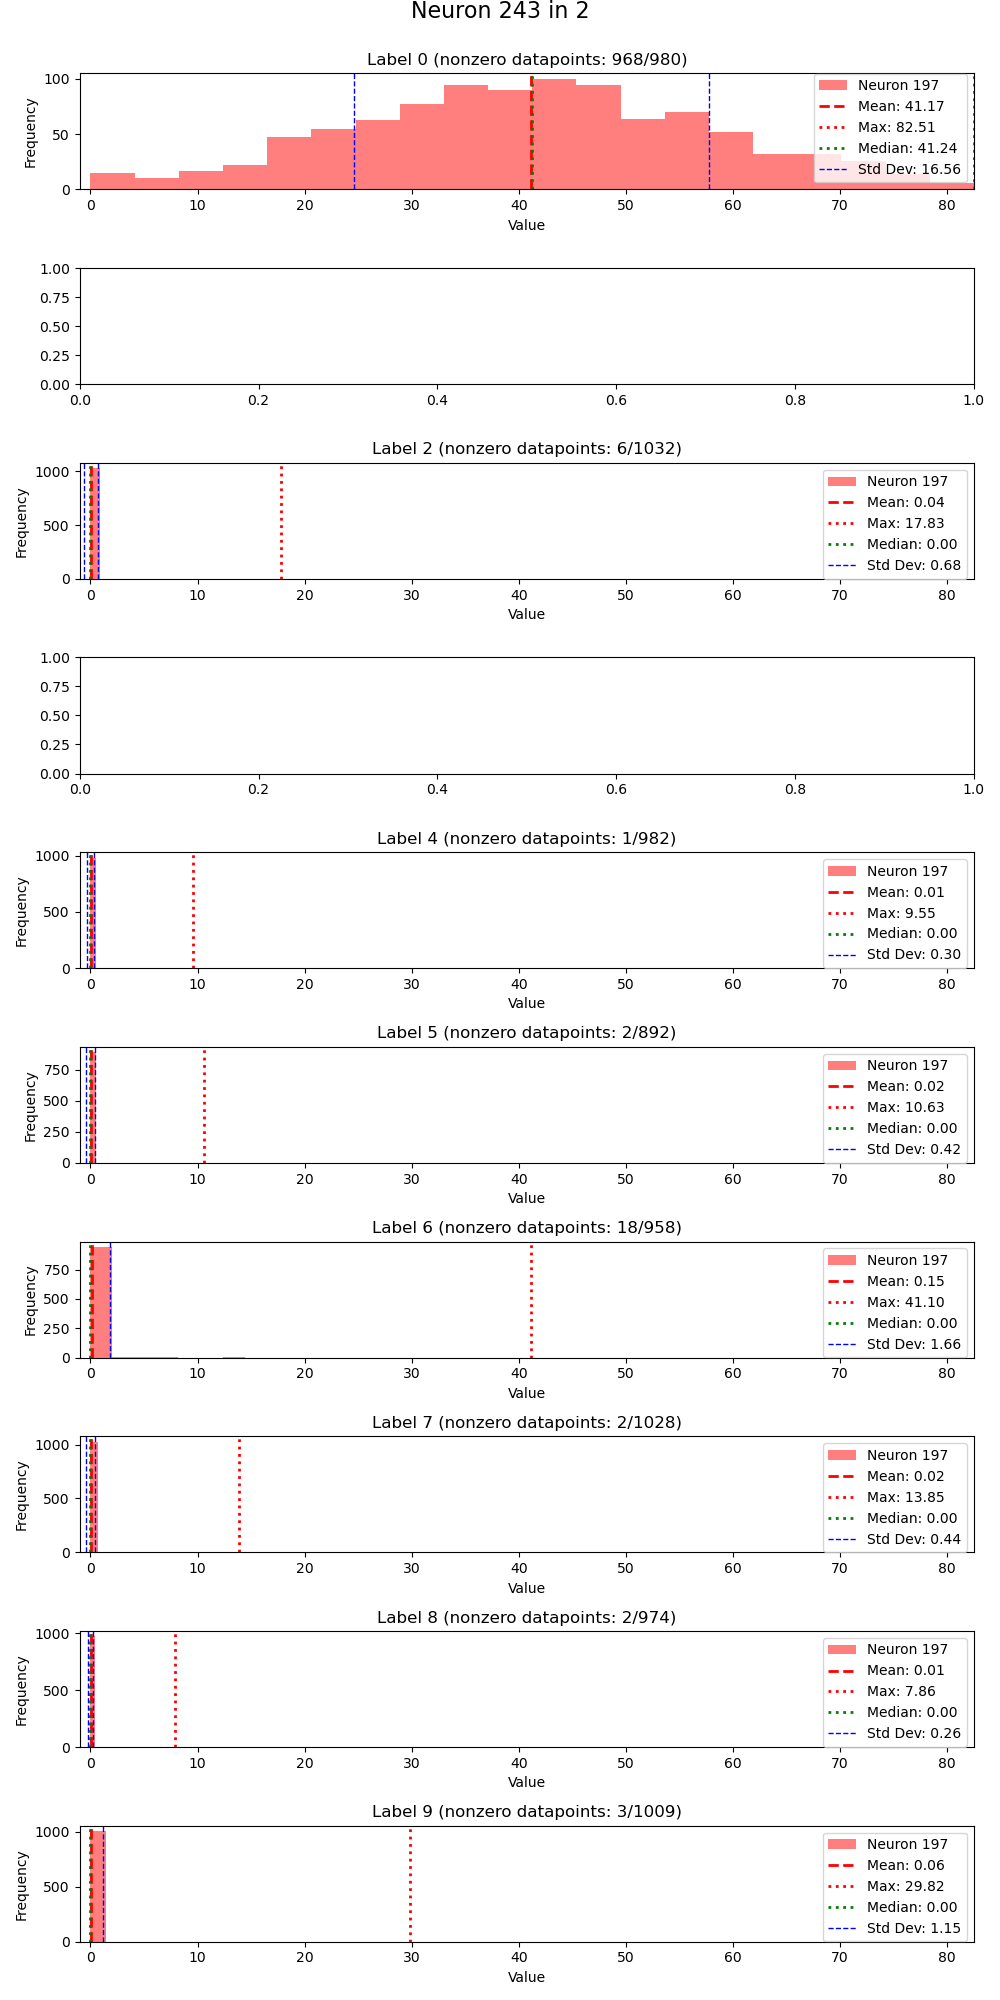 Neuron 243 in 2
Label 0 (nonzero datapoints: 968/980)
Frequency
100
50
0
Neuron 197
Mean: 41.17
Max: 82.51
Median: 41.24
Std Dev: 16.56
0 10 20 30 40 50 60 70 80
Value
1.00
0.75
0.50
0.25
0.00
0.0 0.2 0.4 0.6 0.8 1.0
Label 2 (nonzero datapoints: 6/1032)
Frequency
1000
500
0
Neuron 197
Mean: 0.04
Max: 17.83
Median: 0.00
Std Dev: 0.68
0 10 20 30 40 50 60 70 80
Value
1.00
0.75
0.50
0.25
0.00
0.0 0.2 0.4 0.6 0.8 1.0
Label 4 (nonzero datapoints: 1/982)
Frequency
1000
500
0
Neuron 197
Mean: 0.01
Max: 9.55
Median: 0.00
Std Dev: 0.30
0 10 20 30 40 50 60 70 80
Value
Label 5 (nonzero datapoints: 2/892)
Frequency
750
500
250
0
Neuron 197
Mean: 0.02
Max: 10.63
Median: 0.00
Std Dev: 0.42
0 10 20 30 40 50 60 70 80
Value
Label 6 (nonzero datapoints: 18/958)
Frequency
750
500
250
0
Neuron 197
Mean: 0.15
Max: 41.10
Median: 0.00
Std Dev: 1.66
0 10 20 30 40 50 60 70 80
Value
Label 7 (nonzero datapoints: 2/1028)
Frequency
1000
500
0
Neuron 197
Mean: 0.02
Max: 13.85
Median: 0.00
Std Dev: 0.44
0 10 20 30 40 50 60 70 80
Value
Label 8 (nonzero datapoints: 2/974)
Frequency
1000
500
0
Neuron 197
Mean: 0.01
Max: 7.86
Median: 0.00
Std Dev: 0.26
0 10 20 30 40 50 60 70 80
Value
Label 9 (nonzero datapoints: 3/1009)
Frequency
1000
500
0
Neuron 197
Mean: 0.06
Max: 29.82
Median: 0.00
Std Dev: 1.15
0 10 20 30 40 50 60 70 80
Value